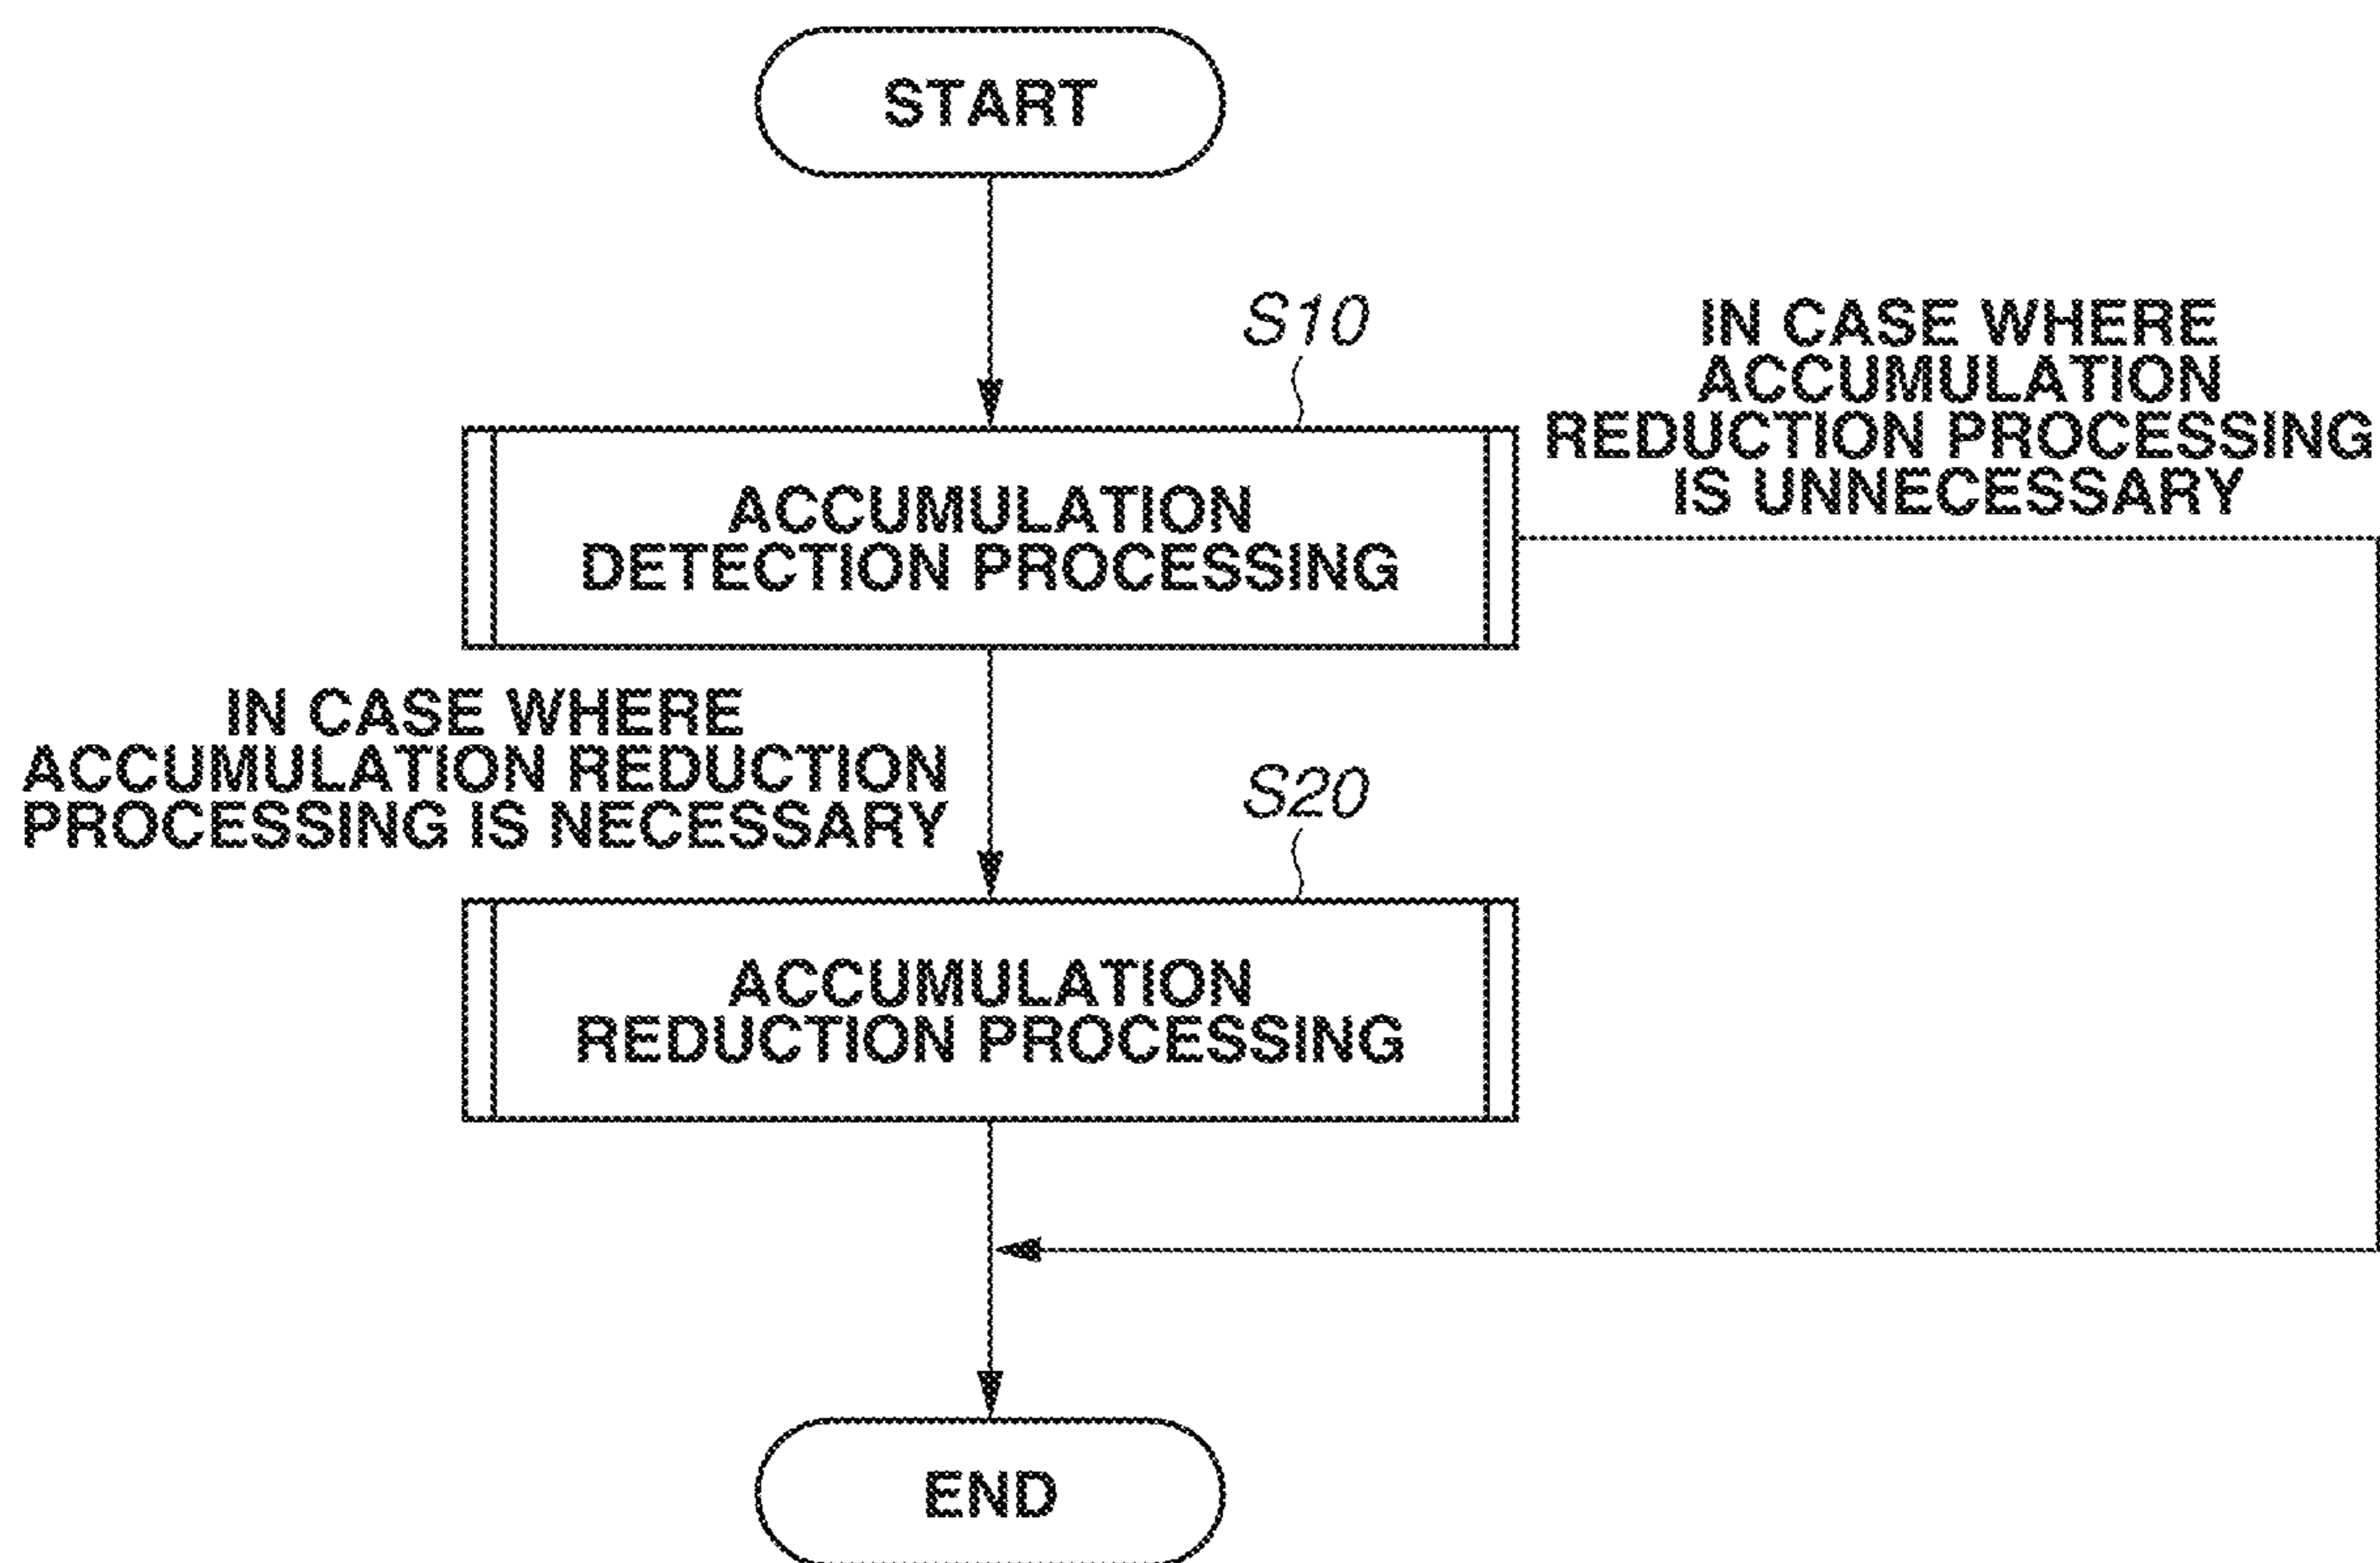 START
S10
IN CASE WHERE
ACCUMULATION
REDUCTION PROCESSING
IS UNNECESSARY
ACCUMULATION
DETECTION PROCESSING
IN CASE WHERE
ACCUMULATION REDUCTION
PROCESSING IS NECESSARY
S20
ACCUMULATION
REDUCTION PROCESSING
END